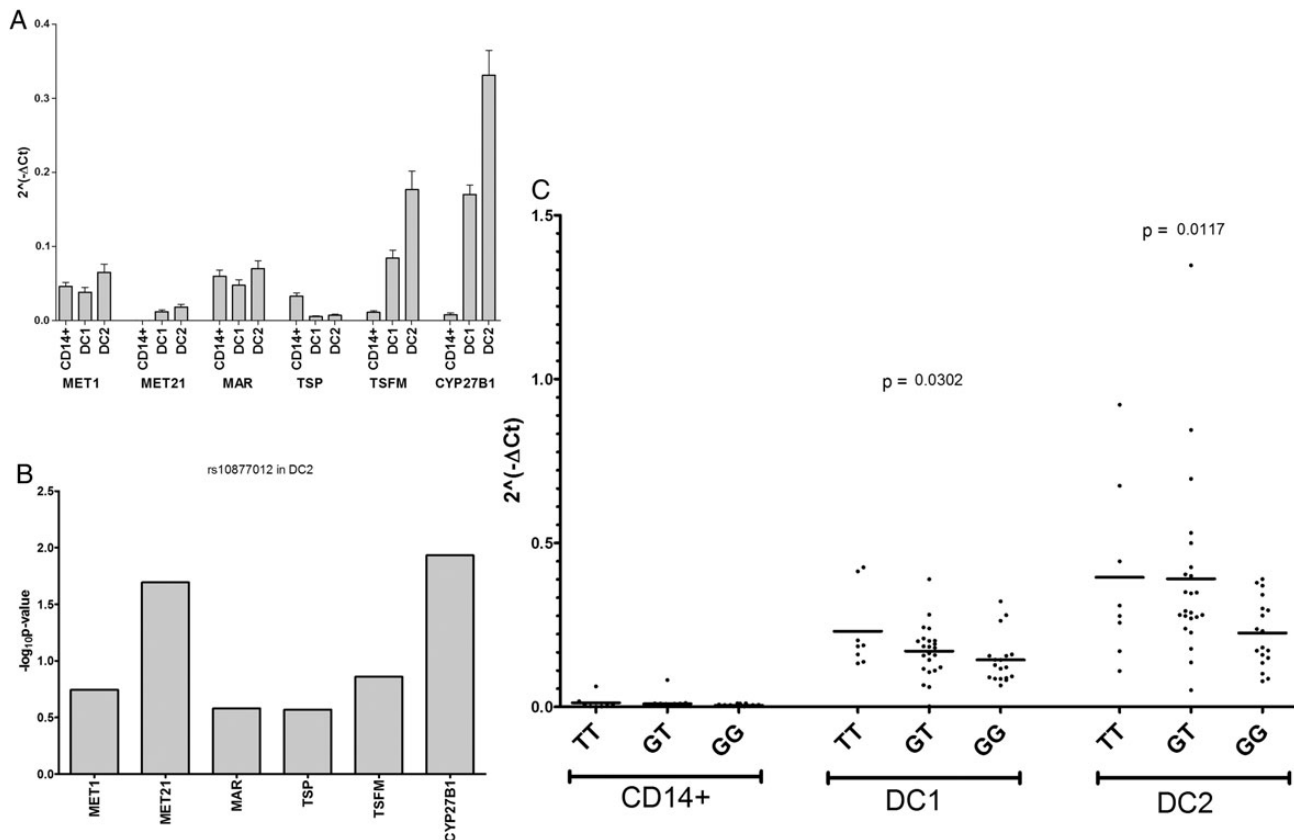 A
0.4
0.3
0.2
0.1
0.0
2^(-ΔCt)
CD14+ DC1 DC2 CD14+ DC1 DC2 CD14+ DC1 DC2 CD14+ DC1 DC2 CD14+ DC1 DC2 CD14+ DC1 DC2
MET1 MET21 MAR TSP TSFM CYP27B1
B
rs10877012 in DC2
2.5
2.0
1.5
1.0
0.5
0.0
-log10p-value
MET1 MET21 MAR TSP TSFM CYP27B1
C
1.5
1.0
0.5
0.0
2^(-ΔCt)
p = 0.0117
p = 0.0302
TT GT GG TT GT GG TT GT GG
CD14+ DC1 DC2